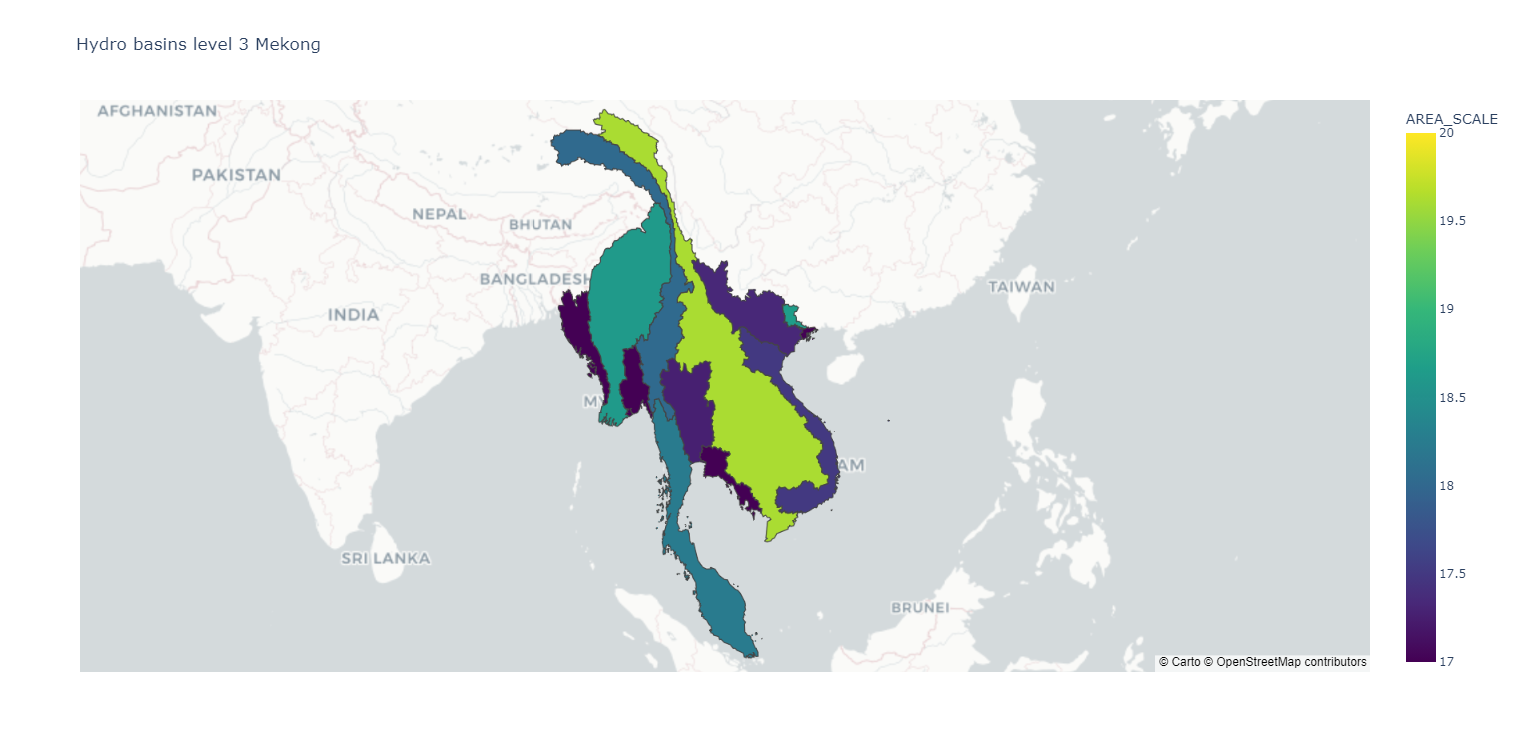 Hydro basins level 3 Mekong
AFGHANISTAN
PAKISTAN
NEPAL
BHUTAN
BANGLADESH
INDIA
TAIWAN
MY
AM
SRI LANKA
BRUNEI
AREA_SCALE
20
19.5
19
18.5
18
17.5
17
© Carto © OpenStreetMap contributors